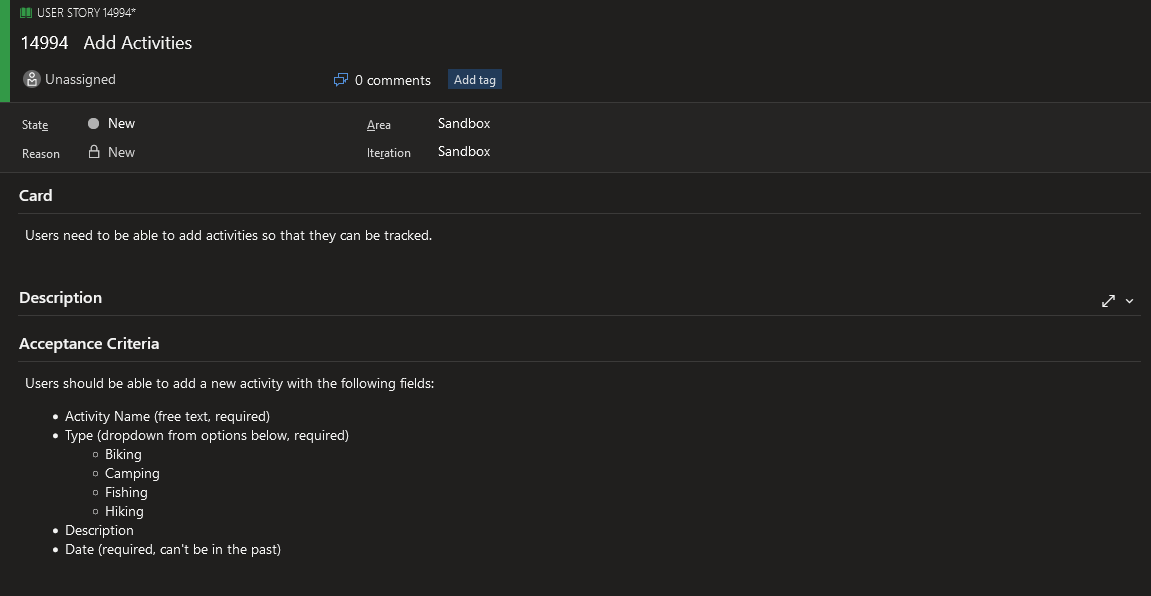 USER STORY 14994*
14994 Add Activities
Unassigned 0 comments Add tag
State New Area Sandbox
Reason New Iteration Sandbox
Card
Users need to be able to add activities so that they can be tracked.
Description
Acceptance Criteria
Users should be able to add a new activity with the following fields:
• Activity Name (free text, required)
• Type (dropdown from options below, required)
○ Biking
○ Camping
○ Fishing
○ Hiking
• Description
• Date (required, can't be in the past)